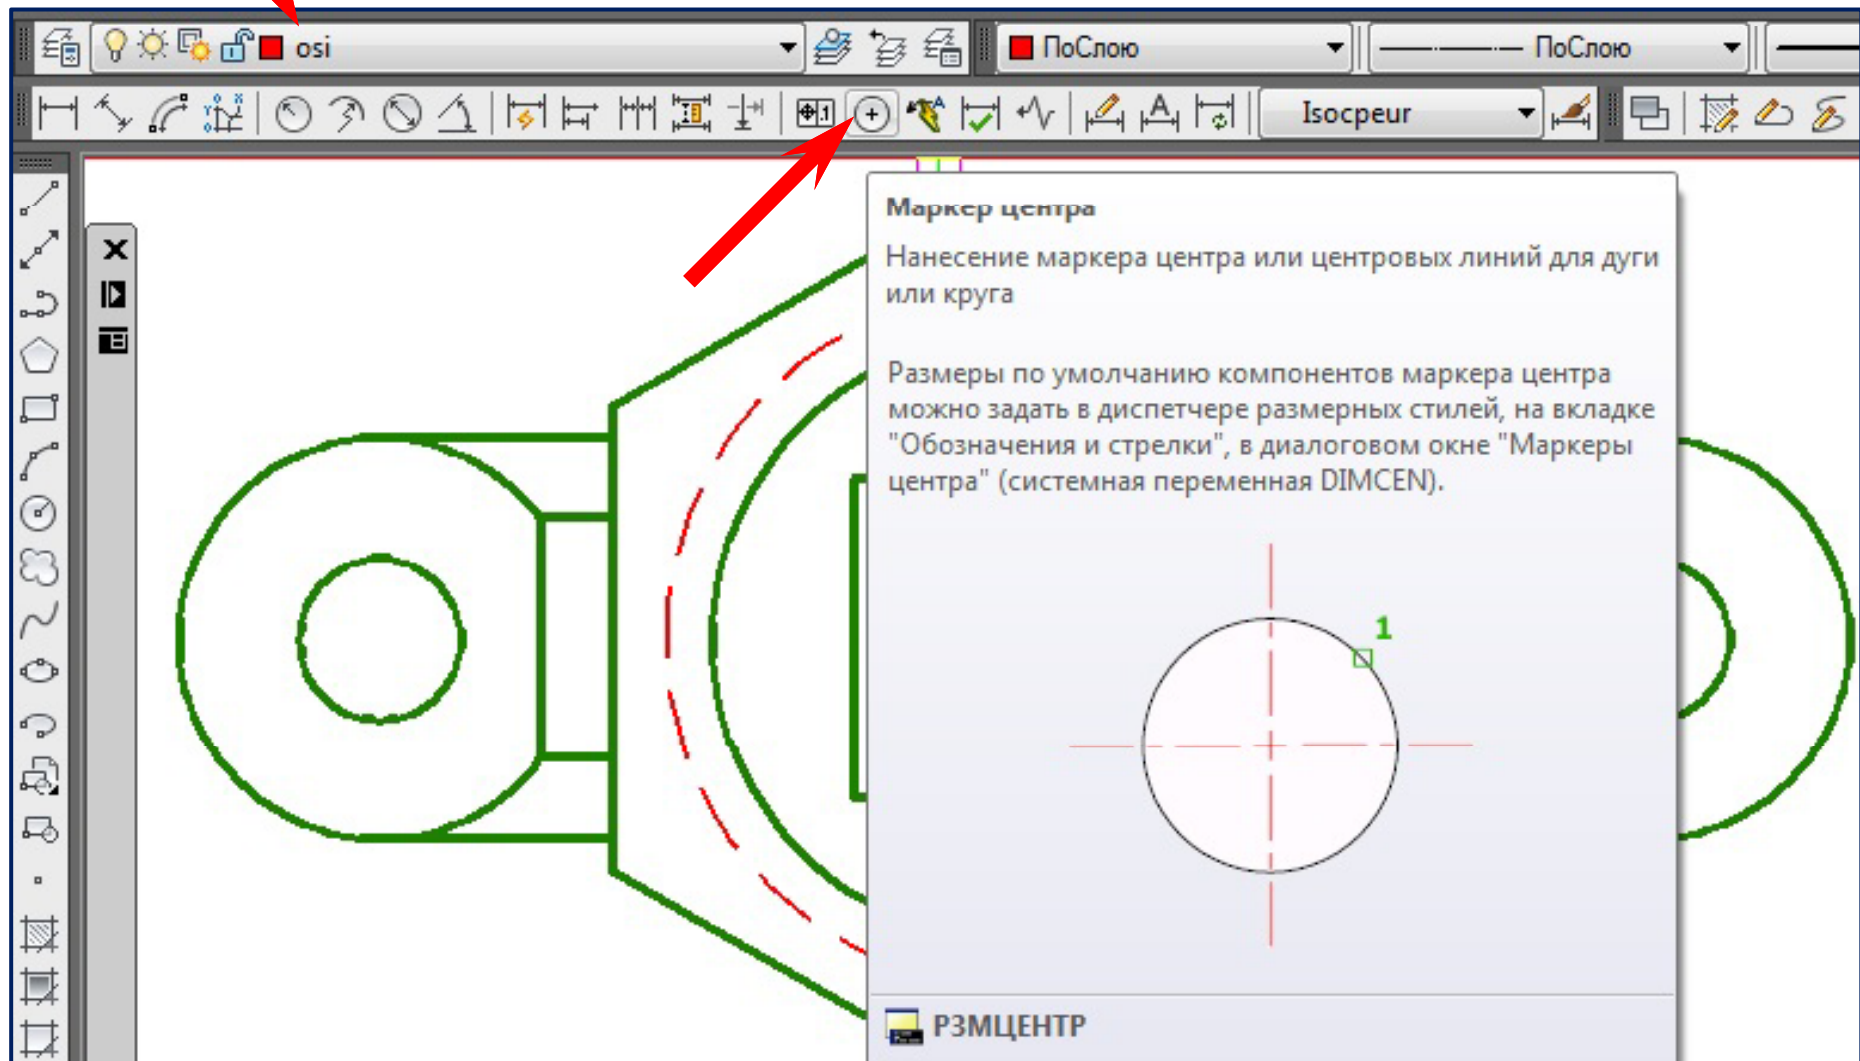 osi
ПоСлою
ПоСлою
Isocpeur
Маркер центра
Нанесение маркера центра или центровых линий для дуги
или круга
Размеры по умолчанию компонентов маркера центра
можно задать в диспетчере размерных стилей, на вкладке
"Обозначения и стрелки", в диалоговом окне "Маркеры
центра" (системная переменная DIMCEN).
1
РЗМЦЕНТР